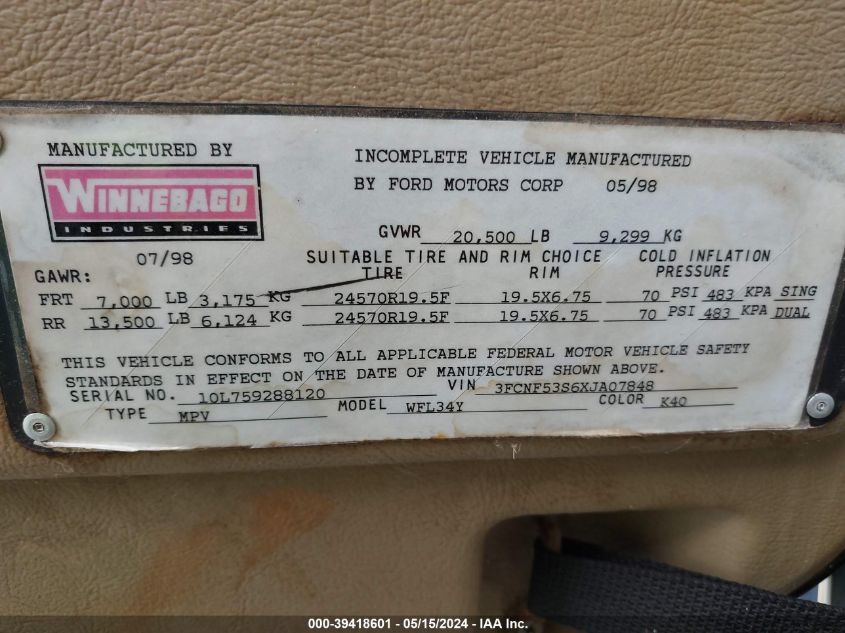 MANUFACTURED BY
WINNEBAGO
INDUSTRIES
07/98
INCOMPLETE VEHICLE MANUFACTURED
BY FORD MOTORS CORP 05/98
GVWR 20,500 LB 9,299 KG
SUITABLE TIRE AND RIM CHOICE COLD INFLATION
GAWR: TIRE RIM PRESSURE
FRT 7,000 LB 3,175 KG 24570R19.5F 19.5X6.75 70 PSI 483 KPA SING
RR 13,500 LB 6,124 KG 24570R19.5F 19.5X6.75 70 PSI 483 KPA DUAL
THIS VEHICLE CONFORMS TO ALL APPLICABLE FEDERAL MOTOR VEHICLE SAFETY
STANDARDS IN EFFECT ON THE DATE OF MANUFACTURE SHOWN ABOVE.
SERIAL NO. 10L759288120 VIN 3FCNF53S6XJA07848
TYPE MPV MODEL WFL34Y COLOR K40
000-39418601 - 05/15/2024 - © IAA Inc.